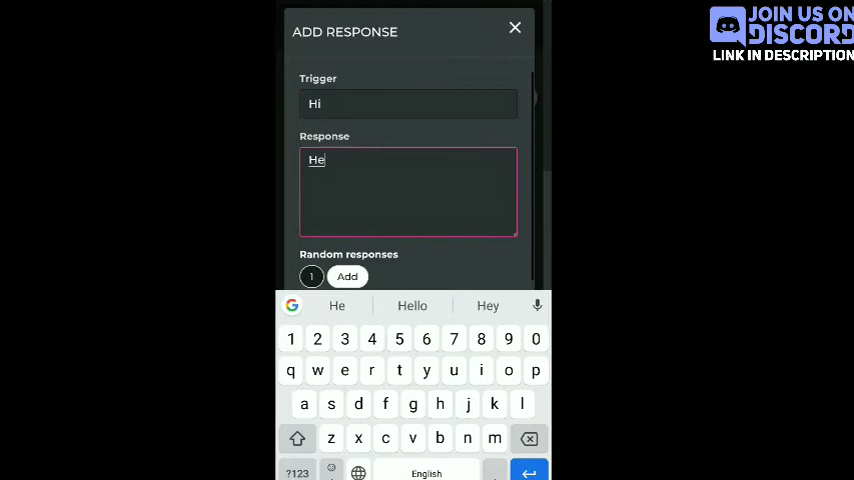 JOIN US ON
DISCORD
LINK IN DESCRIPTION
ADD RESPONSE
Trigger
Hi
Response
He
Random responses
1 Add
He Hello Hey
1 2 3 4 5 6 7 8 9 0
q w e r t y u i o p
a s d f g h j k l
z x c v b n m
?123 , English .